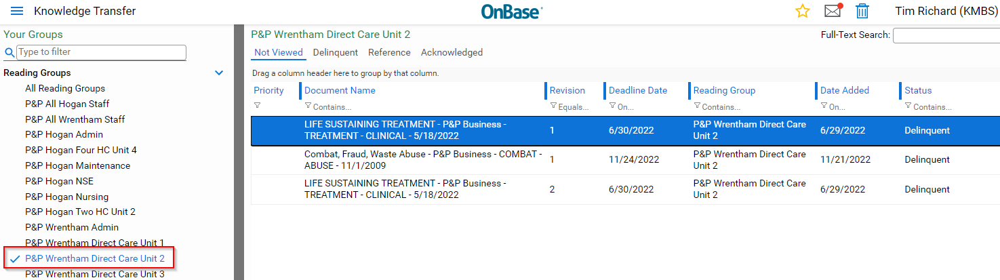 Knowledge Transfer
OnBase®
Tim Richard (KMBS)
Your Groups
Type to filter
Reading Groups
All Reading Groups
P&P All Hogan Staff
P&P All Wrentham Staff
P&P Hogan Admin
P&P Hogan Four HC Unit 4
P&P Hogan Maintenance
P&P Hogan NSE
P&P Hogan Nursing
P&P Hogan Two HC Unit 2
P&P Wrentham Admin
P&P Wrentham Direct Care Unit 1
P&P Wrentham Direct Care Unit 2
P&P Wrentham Direct Care Unit 3
P&P Wrentham Direct Care Unit 2
Full-Text Search:
Not Viewed Delinquent Reference Acknowledged
Drag a column header here to group by that column.
Priority Document Name Revision Deadline Date Reading Group Date Added Status
Contains... Equals... On... Contains... On... Contains...
LIFE SUSTAINING TREATMENT - P&P Business - 
TREATMENT - CLINICAL - 5/18/2022
1
6/30/2022
P&P Wrentham Direct Care
Unit 2
6/29/2022
Delinquent
Combat, Fraud, Waste Abuse - P&P Business - COMBAT -
ABUSE - 11/1/2009
1
11/24/2022
P&P Wrentham Direct Care
Unit 2
11/21/2022
Delinquent
LIFE SUSTAINING TREATMENT - P&P Business -
TREATMENT - CLINICAL - 5/18/2022
2
6/30/2022
P&P Wrentham Direct Care
Unit 2
6/29/2022
Delinquent